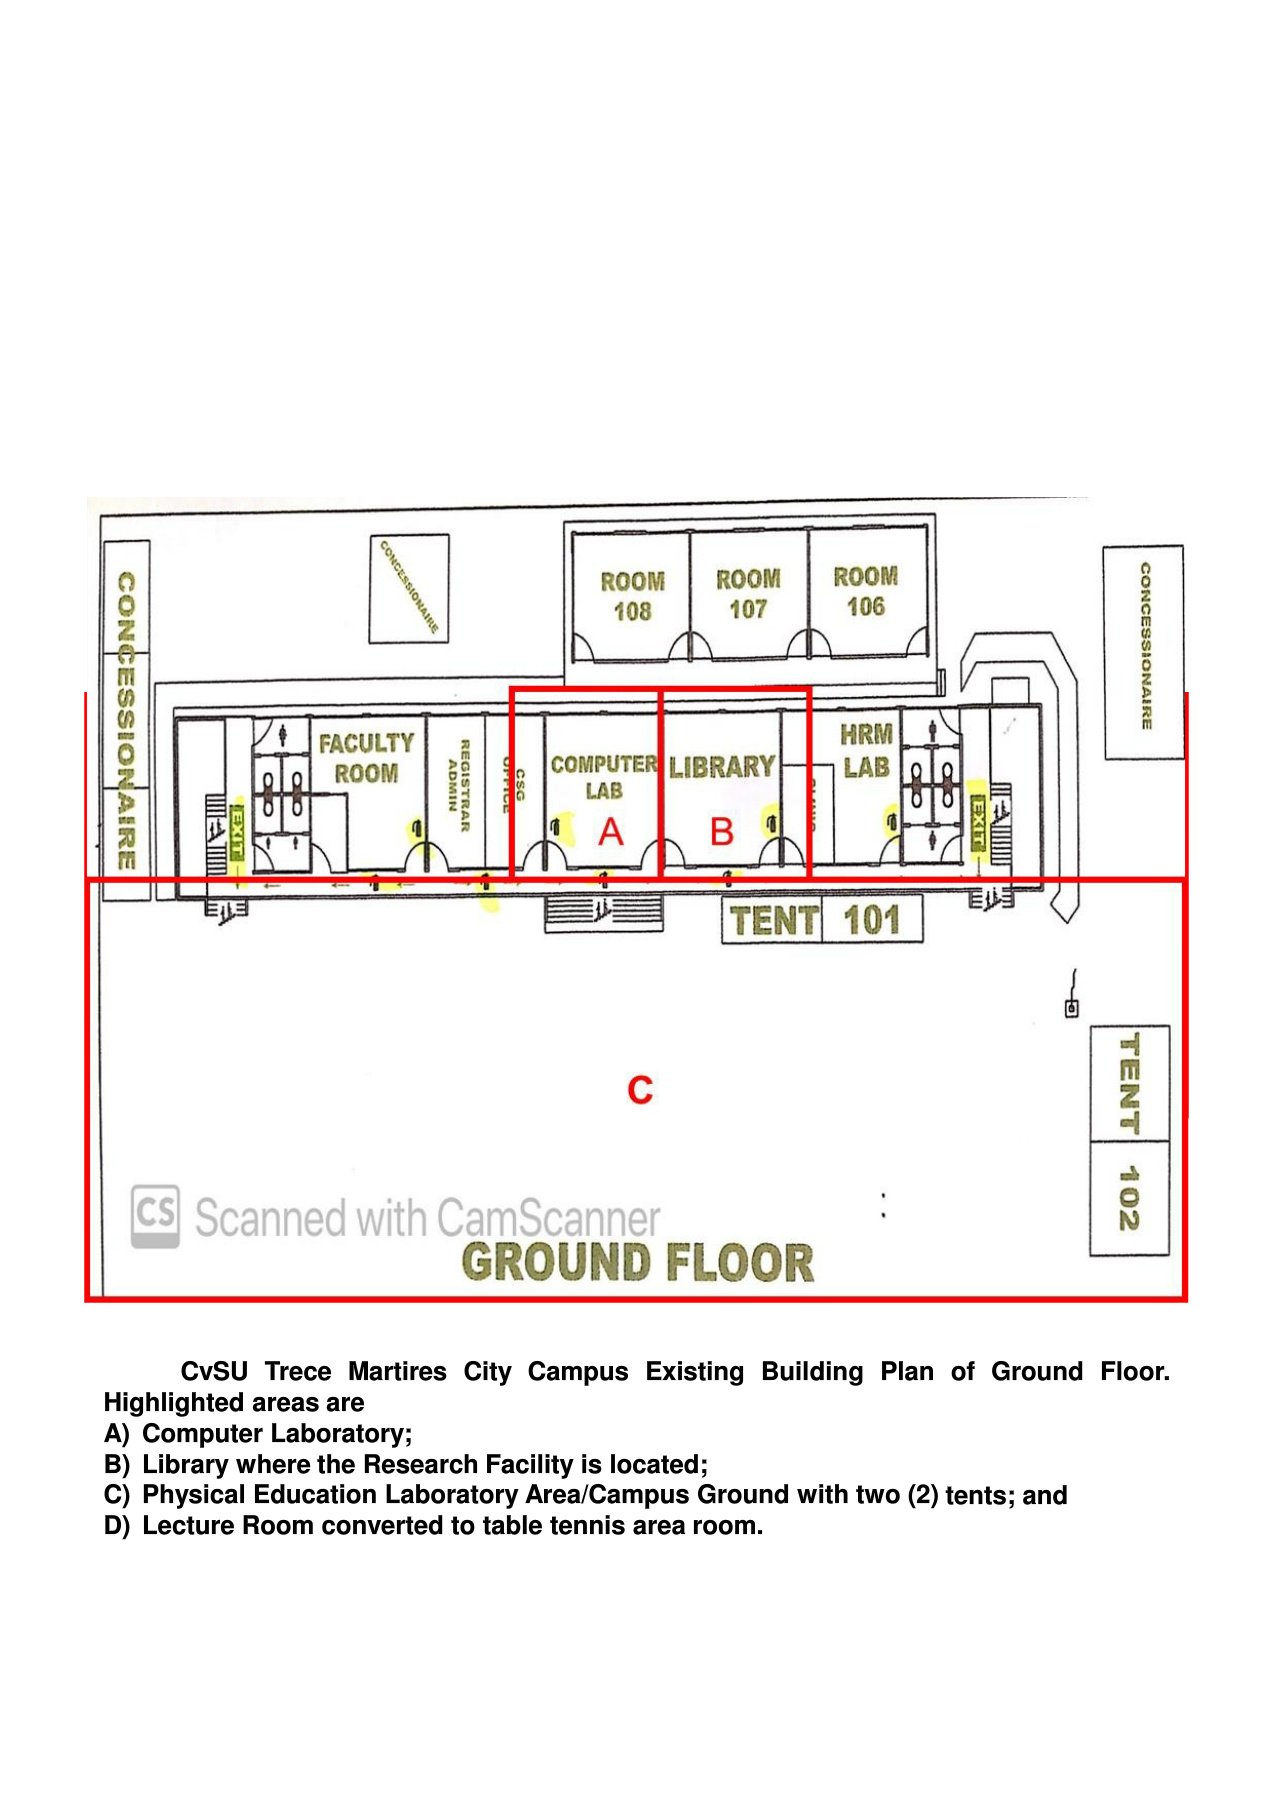 CONCESSIONAIRE
CONCESSIONAIRE
ROOM
108
ROOM
107
ROOM
106
CONCESSIONAIRE
FACULTY
ROOM
REGISTRAR
ADMIN
CSG
OFFICE
COMPUTER
LAB
A
LIBRARY
B
HRM
LAB
EXIT
EXIT
TENT 101
C
TENT 102
CS Scanned with CamScanner
GROUND FLOOR
CvSU Trece Martires City Campus Existing Building Plan of Ground Floor.
Highlighted areas are
A) Computer Laboratory;
B) Library where the Research Facility is located;
C) Physical Education Laboratory Area/Campus Ground with two (2) tents; and
D) Lecture Room converted to table tennis area room.